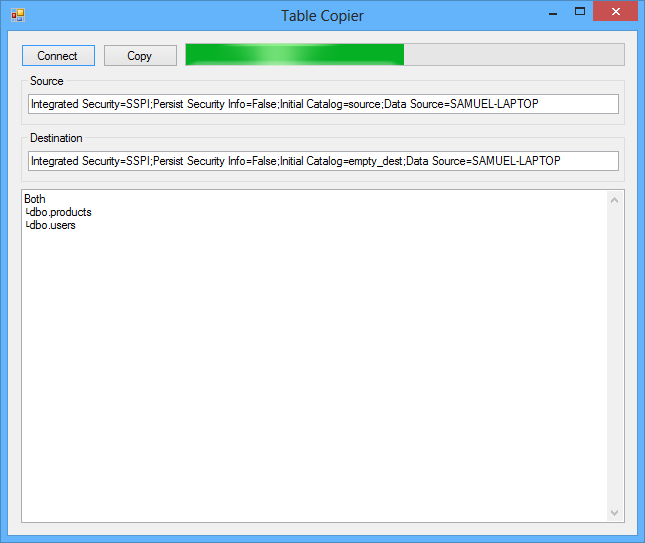 Table Copier
Connect
Copy
Source
Integrated Security=SSPI;Persist Security Info=False;Initial Catalog=source;Data Source=SAMUEL-LAPTOP
Destination
Integrated Security=SSPI;Persist Security Info=False;Initial Catalog=empty_dest;Data Source=SAMUEL-LAPTOP
Both
└dbo.products
└dbo.users